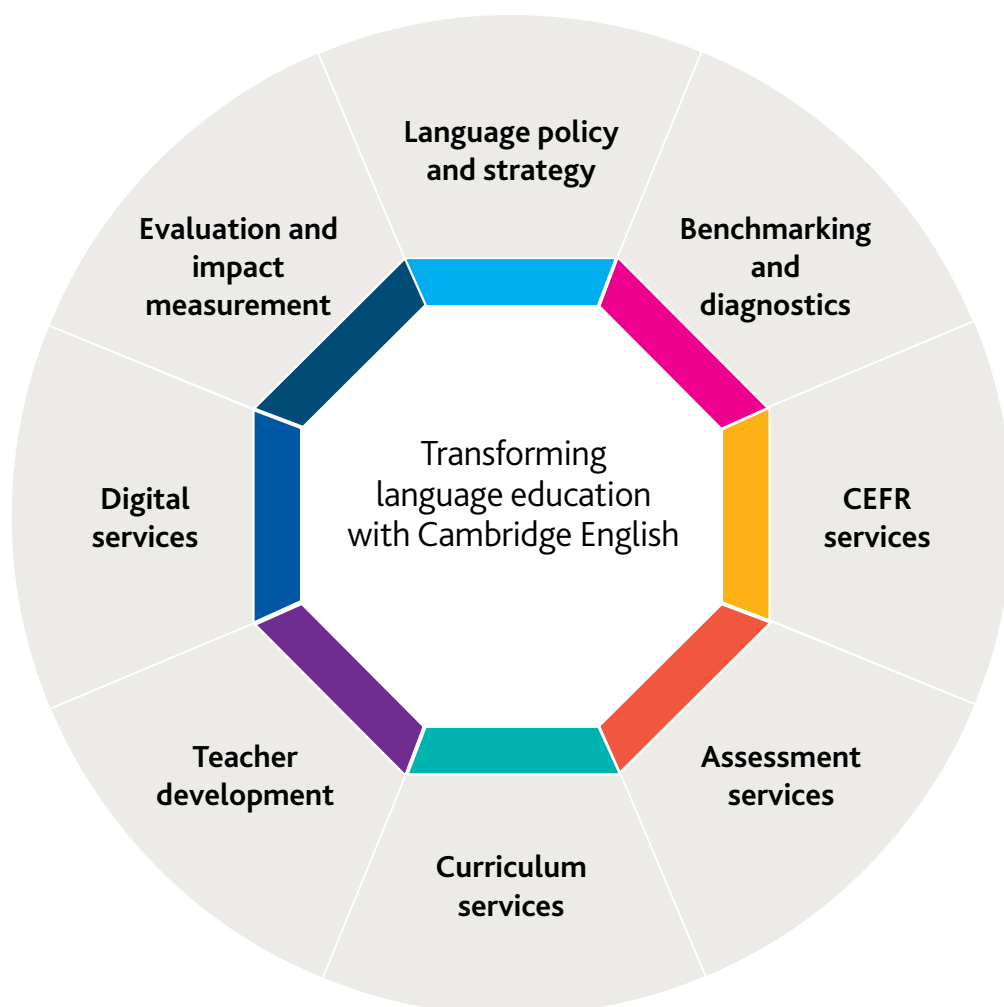 Language policy
and strategy
Benchmarking
and
diagnostics
CEFR
services
Assessment
services
Curriculum
services
Teacher
development
Digital
services
Evaluation and
impact
measurement
Transforming
language education
with Cambridge English